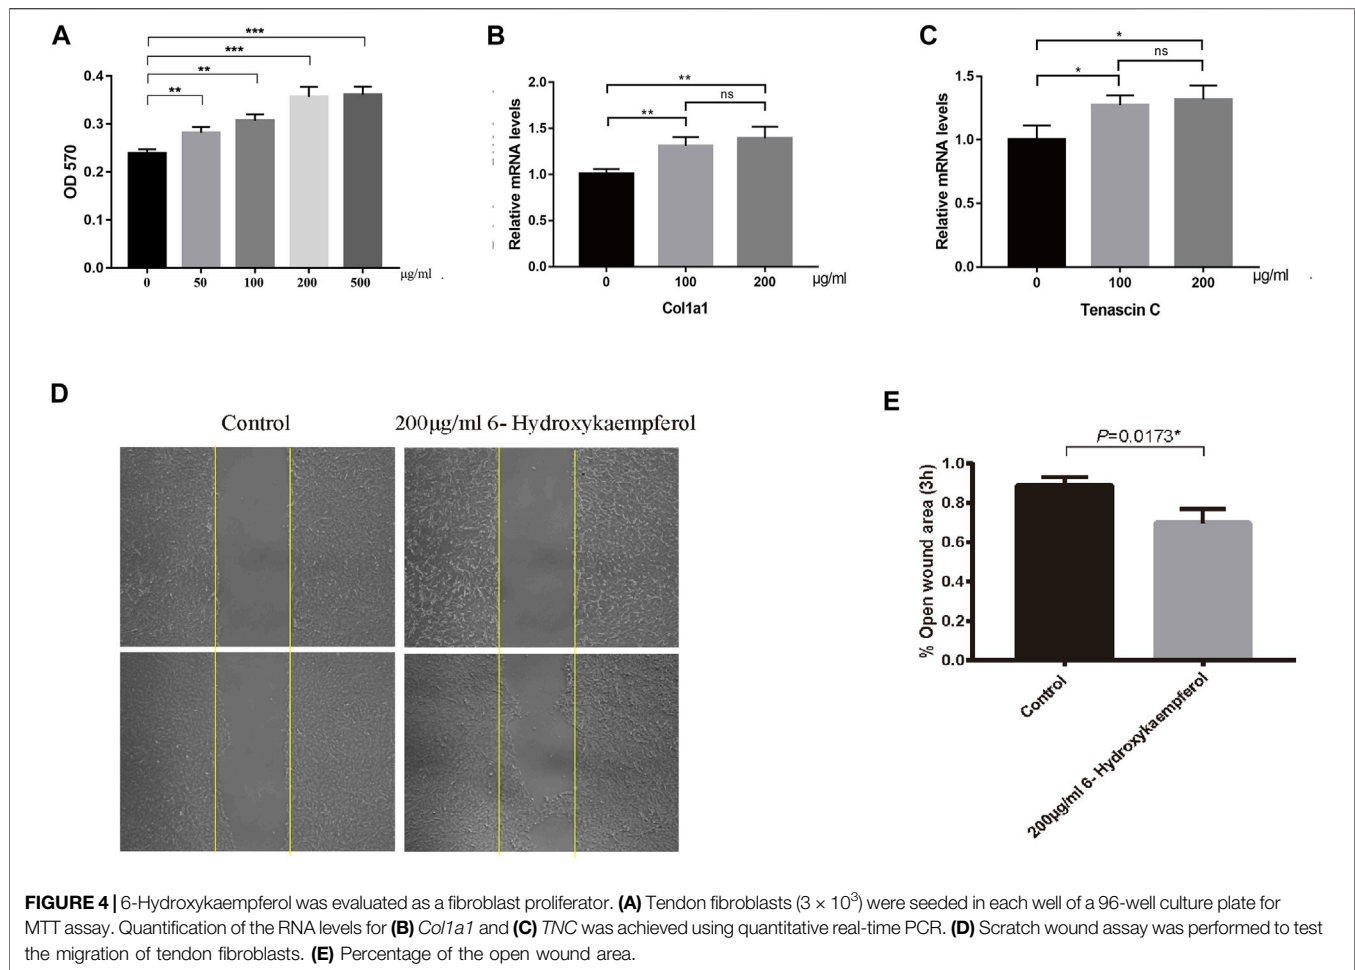 A
***
***
**
**
0.4
0.3
0.2
0.1
0.0
OD 570
0 50 100 200 500 μg/ml
B
**
ns
**
2.0
1.5
1.0
0.5
0.0
Relative mRNA levels
0 100 200 μg/ml
Col1a1
C
*
ns
*
1.5
1.0
0.5
0.0
Relative mRNA levels
0 100 200 μg/ml
Tenascin C
D
Control 200μg/ml 6- Hydroxykaempferol
E
P=0.0173*
1.0
0.8
0.6
0.4
0.2
0.0
% Open wound area (3h)
Control
200μg/ml 6- Hydroxykaempferol
FIGURE 4 | 6-Hydroxykaempferol was evaluated as a fibroblast proliferator. (A) Tendon fibroblasts (3 × 10³) were seeded in each well of a 96-well culture plate for
MTT assay. Quantification of the RNA levels for (B) Col1a1 and (C) TNC was achieved using quantitative real-time PCR. (D) Scratch wound assay was performed to test
the migration of tendon fibroblasts. (E) Percentage of the open wound area.